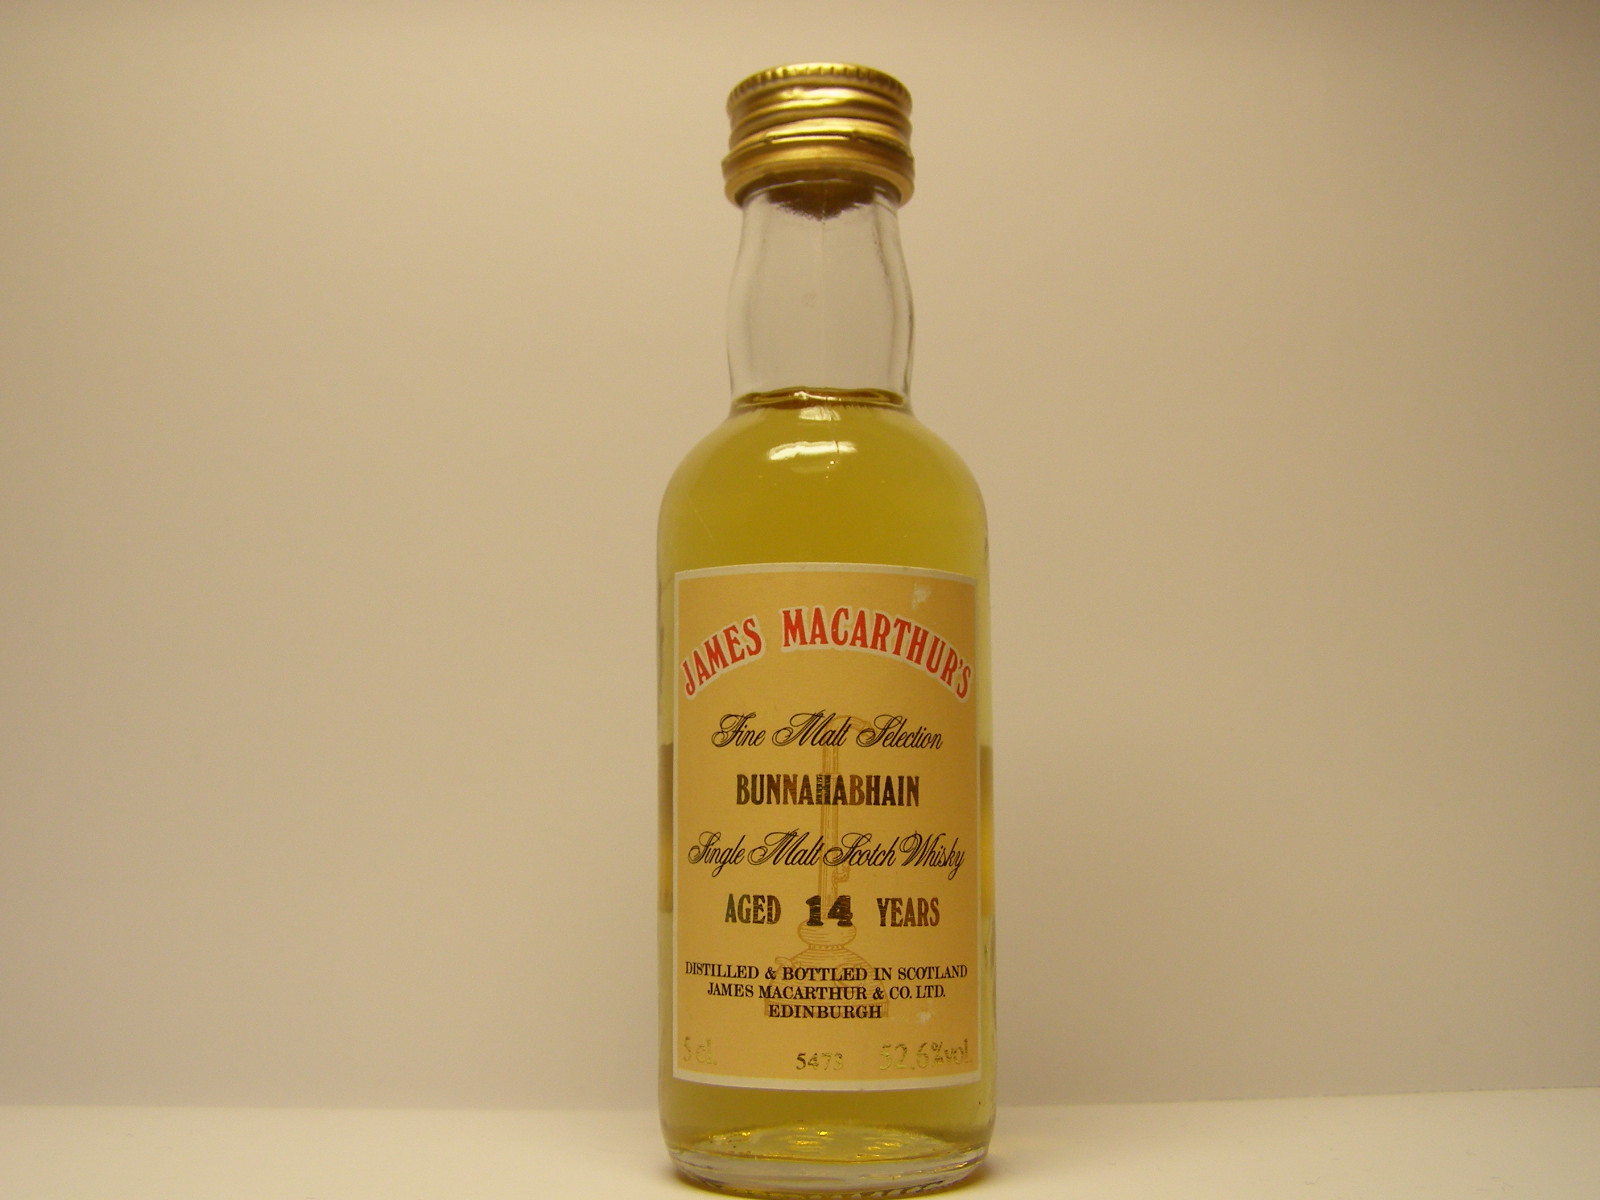 JAMES MACARTHUR'S
Fine Malt Selection
BUNNAHABHAIN
Single Malt Scotch Whisky
AGED 14 YEARS
DISTILLED & BOTTLED IN SCOTLAND
JAMES MACARTHUR & CO. LTD.
EDINBURGH
5 cl. 5473 52,6%vol